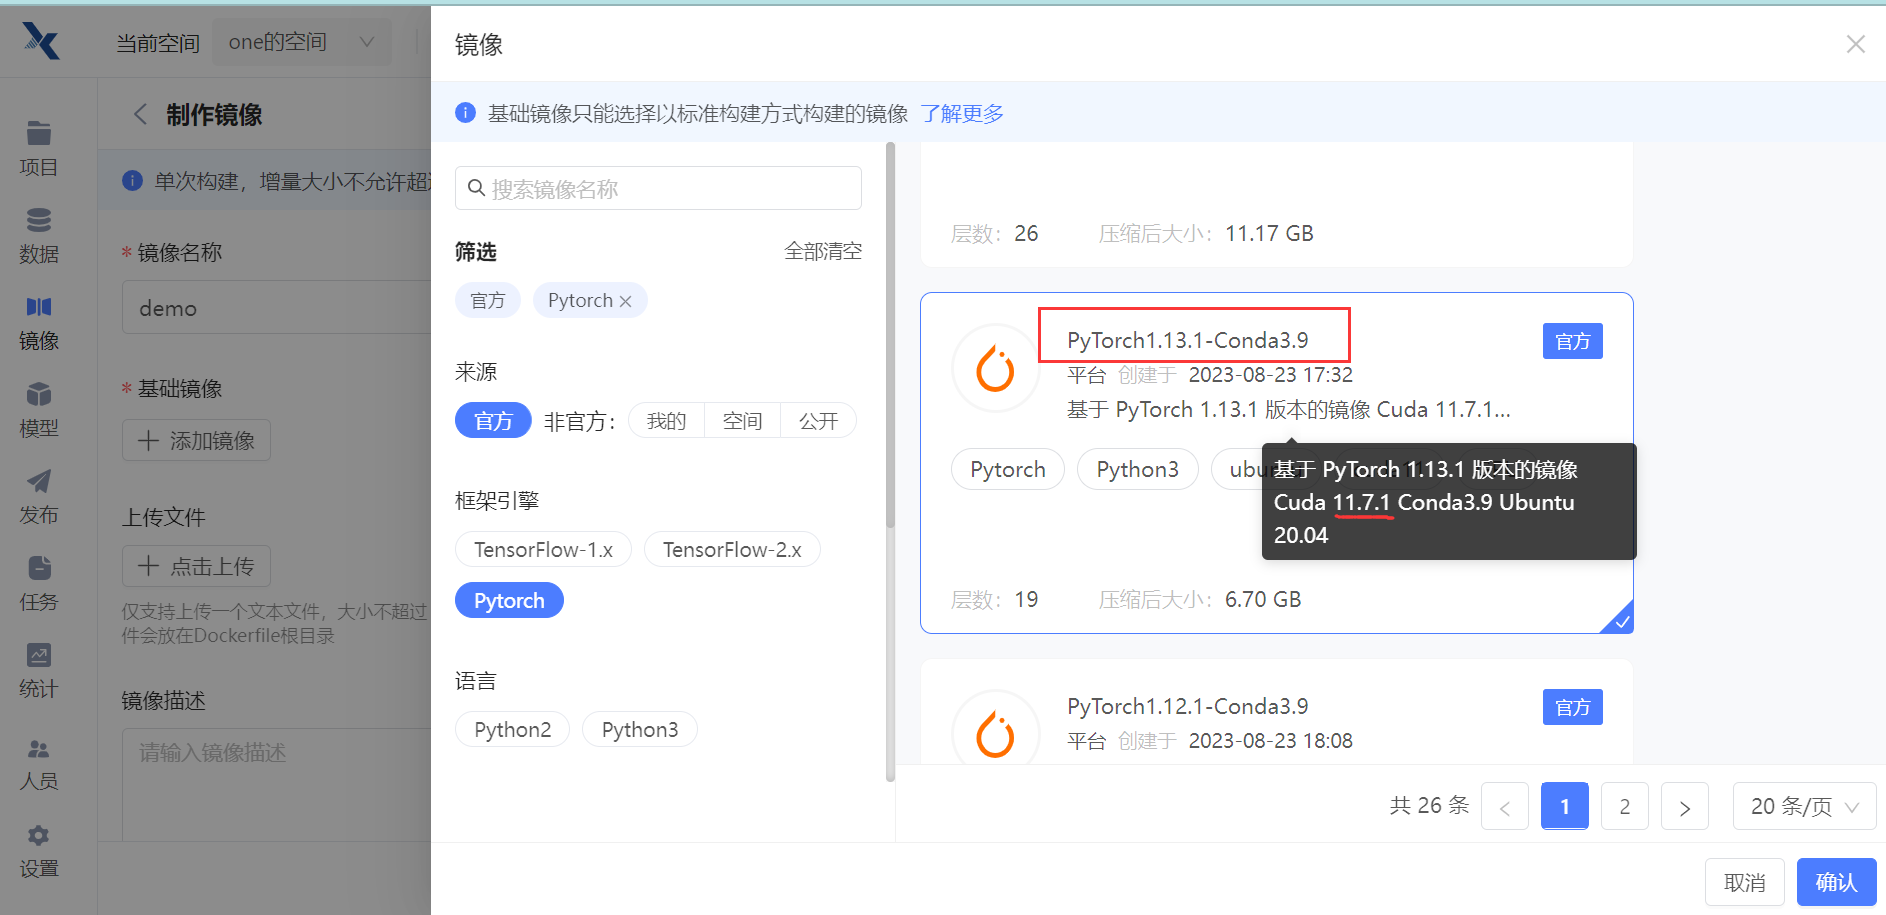 当前空间 one的空间
制作镜像
单次构建，增量大小不允许超
项目
数据
镜像
模型
发布
任务
统计
人员
设置
* 镜像名称
demo
* 基础镜像
添加镜像
上传文件
点击上传
仅支持上传一个文本文件，大小不超过
件会放在Dockerfile根目录
镜像描述
请输入镜像描述
镜像
基础镜像只能选择以标准构建方式构建的镜像 了解更多
搜索镜像名称
筛选 全部清空
官方 Pytorch
来源
官方 非官方： 我的 空间 公开
框架引擎
TensorFlow-1.x TensorFlow-2.x
Pytorch
语言
Python2 Python3
层数： 26 压缩后大小： 11.17 GB
PyTorch1.13.1-Conda3.9 官方
平台 创建于 2023-08-23 17:32
基于 PyTorch 1.13.1 版本的镜像 Cuda 11.7.1...
Pytorch Python3
基于 PyTorch 1.13.1 版本的镜像
Cuda 11.7.1 Conda3.9 Ubuntu
20.04
层数： 19 压缩后大小： 6.70 GB
PyTorch1.12.1-Conda3.9 官方
平台 创建于 2023-08-23 18:08
共 26 条 1 2 20 条/页
取消 确认